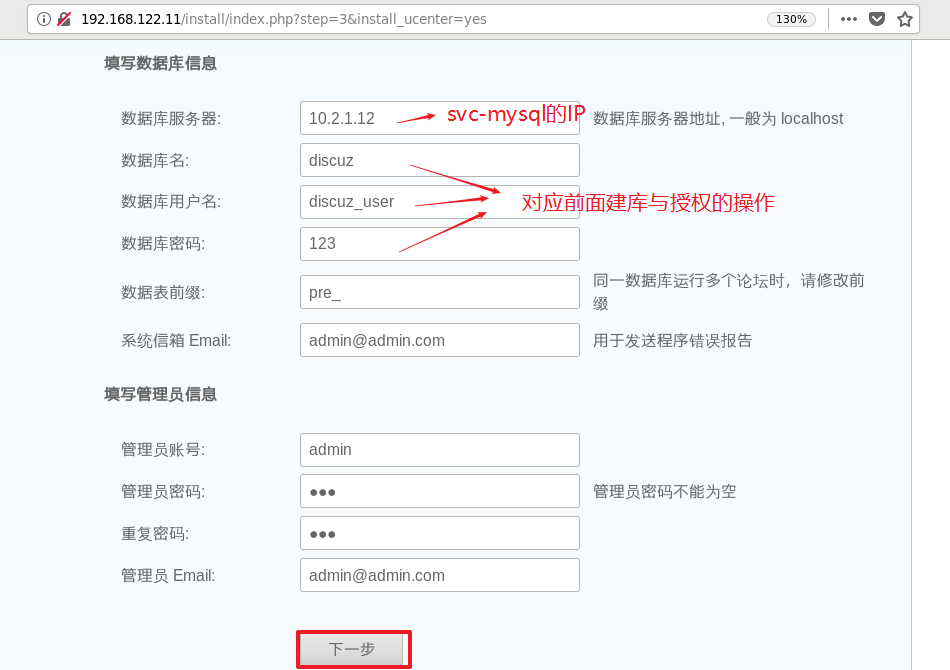 192.168.122.11/install/index.php?step=3&install_ucenter=yes 130%
填写数据库信息
数据库服务器: 10.2.1.12 svc-mysql的IP 数据库服务器地址, 一般为 localhost
数据库名: discuz
数据库用户名: discuz_user 对应前面建库与授权的操作
数据库密码: 123
数据表前缀: pre_ 同一数据库运行多个论坛时，请修改前
缀
系统信箱 Email: admin@admin.com 用于发送程序错误报告
填写管理员信息
管理员账号: admin
管理员密码: ●●● 管理员密码不能为空
重复密码: ●●●
管理员 Email: admin@admin.com
下一步